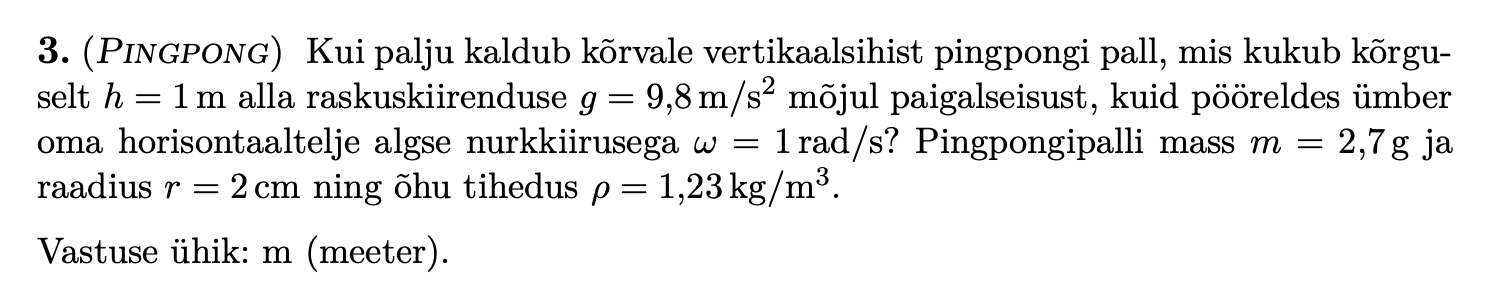 3. (PINGPONG) Kui palju kaldub kõrvale vertikaalsihist pingpongi pall, mis kukub kõrgu-
selt h = 1 m alla raskuskiirenduse g = 9,8 m/s² mõjul paigalseisust, kuid pööreldes ümber
oma horisontaaltelje algse nurkkiirusega ω = 1 rad/s? Pingpongipalli mass m = 2,7 g ja
raadius r = 2 cm ning õhu tihedus ρ = 1,23 kg/m³.
Vastuse ühik: m (meeter).